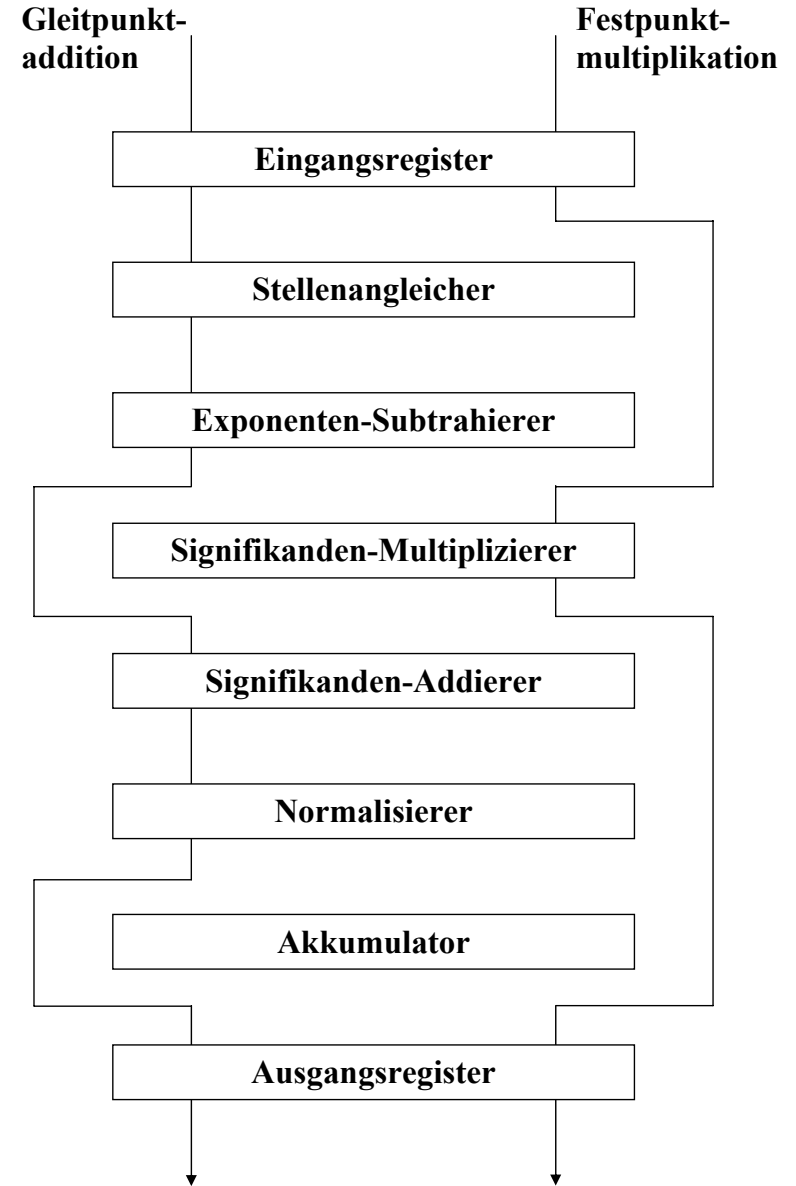 Gleitpunkt-
addition
Festpunkt-
multiplikation
Eingangsregister
Stellenangleicher
Exponenten-Subtrahierer
Signifikanden-Multiplizierer
Signifikanden-Addierer
Normalisierer
Akkumulator
Ausgangsregister